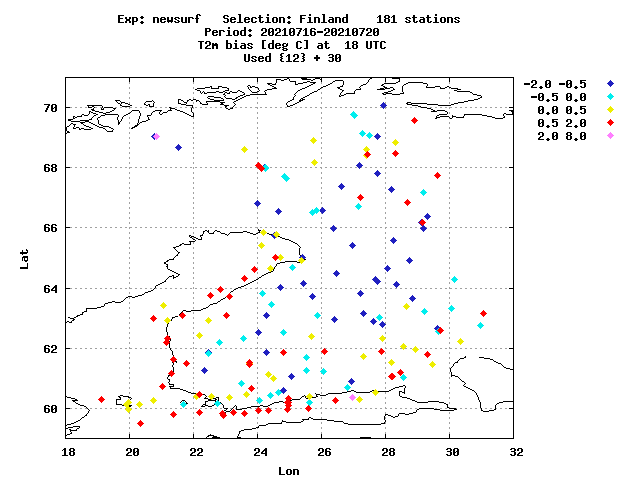 Exp: newsurf   Selection: Finland    181 stations
Period: 20210716-20210720
T2m bias [deg C] at  18 UTC
Used {12} + 30
-2.0 -0.5
-0.5 0.0
0.0 0.5
0.5 2.0
2.0 8.0
70
68
66
64
62
60
Lat
18 20 22 24 26 28 30 32
Lon